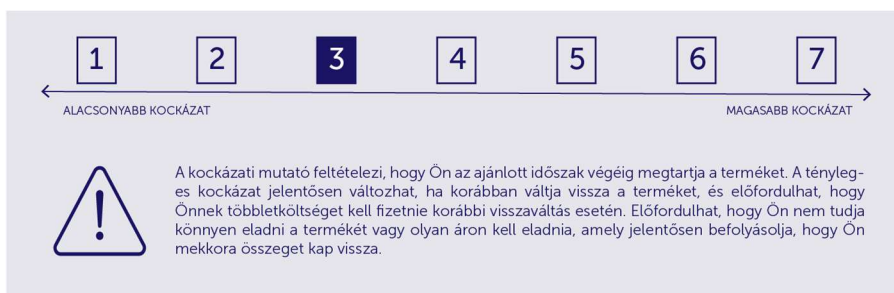 1 2 3 4 5 6 7
ALACSONYABB KOCKÁZAT MAGASABB KOCKÁZAT
A kockázati mutató feltételezi, hogy Ön az ajánlott időszak végéig megtartja a terméket. A tényleg-
es kockázat jelentősen változhat, ha korábban váltja vissza a terméket, és előfordulhat, hogy
Önnek többletköltséget kell fizetnie korábbi visszaváltás esetén. Előfordulhat, hogy Ön nem tudja
könnyen eladni a termékét vagy olyan áron kell eladnia, amely jelentősen befolyásolja, hogy Ön
mekkora összeget kap vissza.